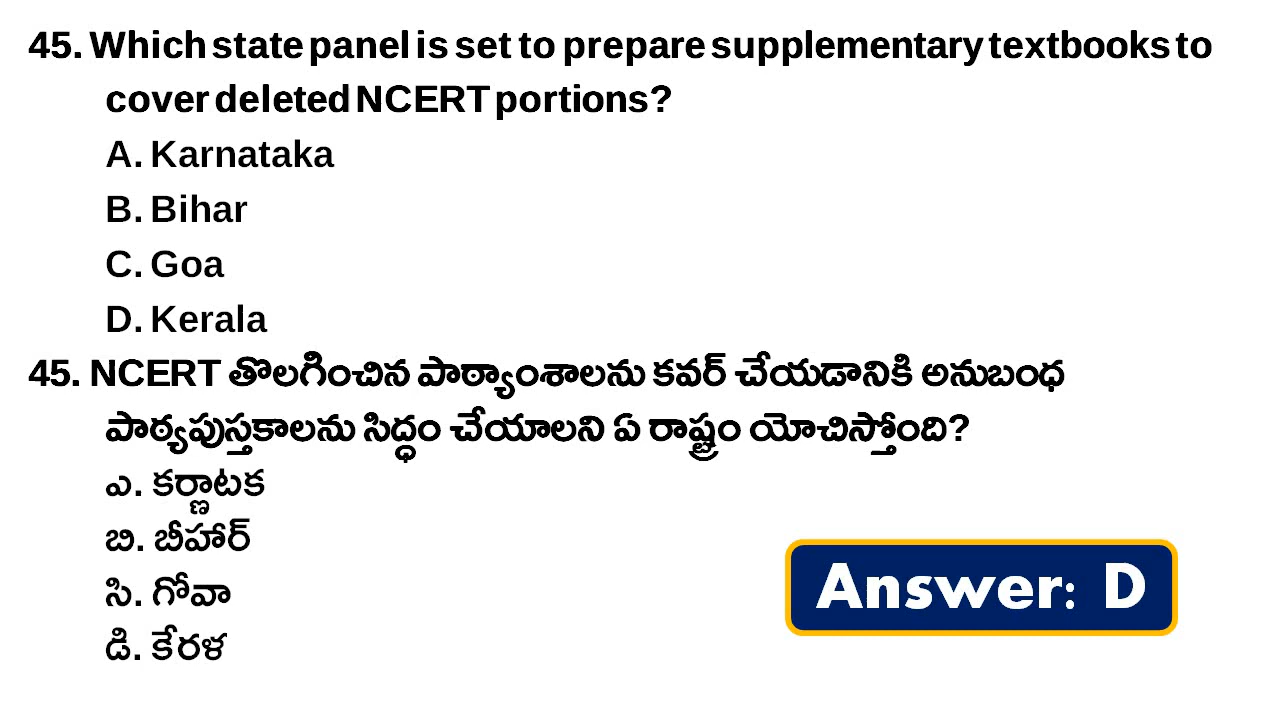 45. Which state panel is set to prepare supplementary textbooks to
cover deleted NCERT portions?
A. Karnataka
B. Bihar
C. Goa
D. Kerala
45. NCERT తొలగించిన పాఠ్యాంశాలను కవర్ చేయడానికి అనుబంధ
పాఠ్యపుస్తకాలను సిద్ధం చేయాలని ఏ రాష్ట్రం యోచిస్తోంది?
ఎ. కర్ణాటక
బి. బీహార్
సి. గోవా
డి. కేరళ
Answer: D